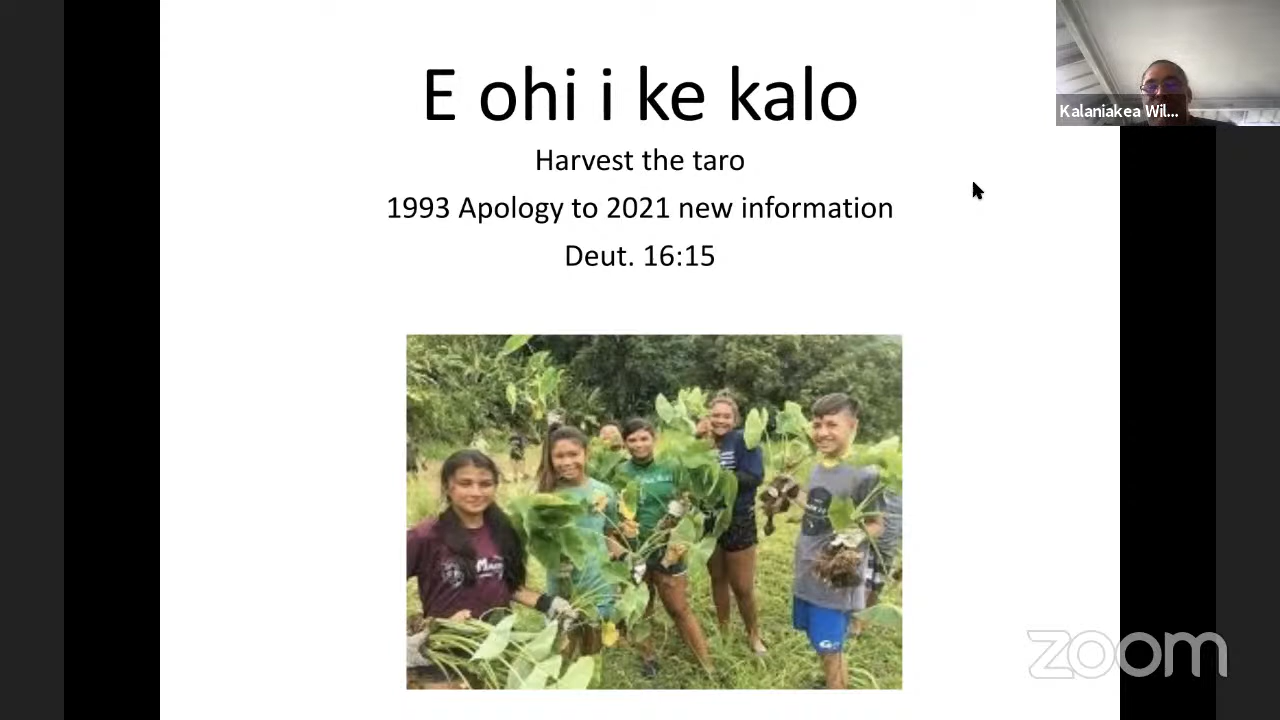 E ohi i ke kalo
Harvest the taro
1993 Apology to 2021 new information
Deut. 16:15
Kalaniakea Wil...
zoom